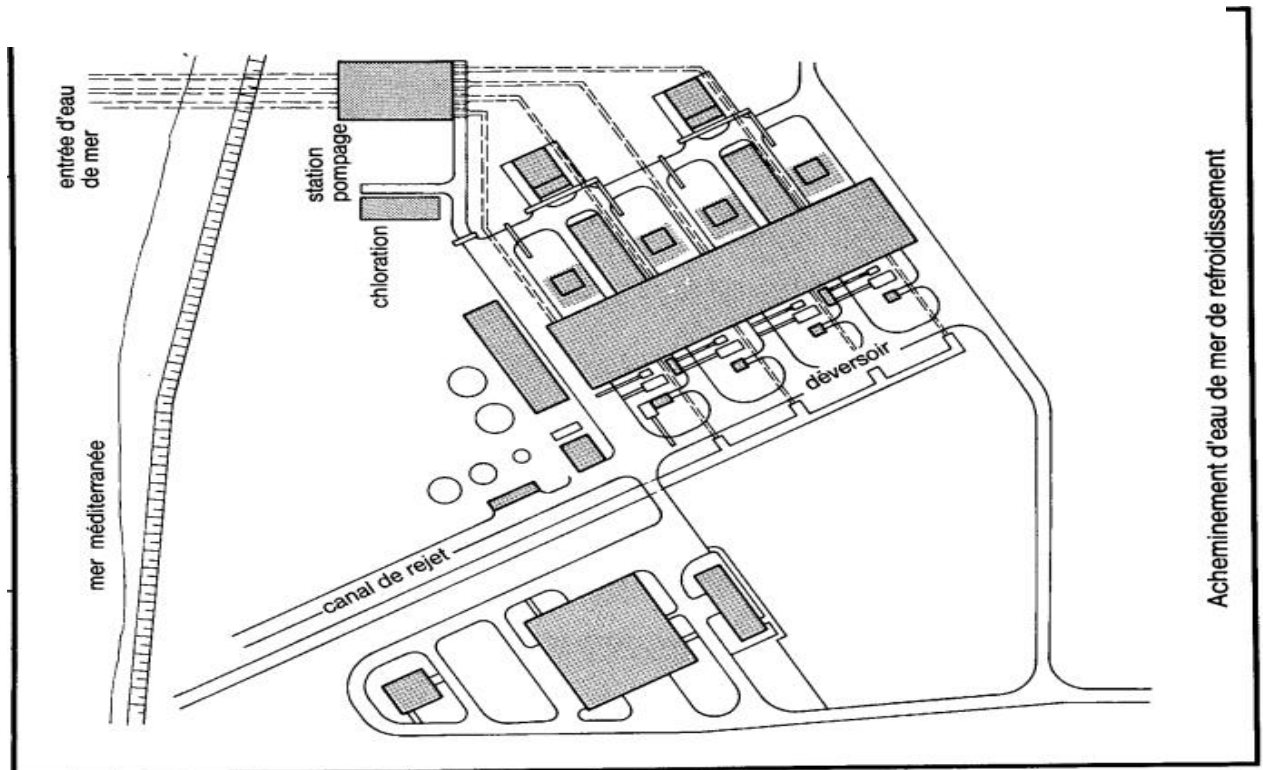 entrée d'eau
de mer
station
pompage
chloration
mer méditerranée
canal de rejet
déversoir
Acheminement d'eau de mer de refroidissement